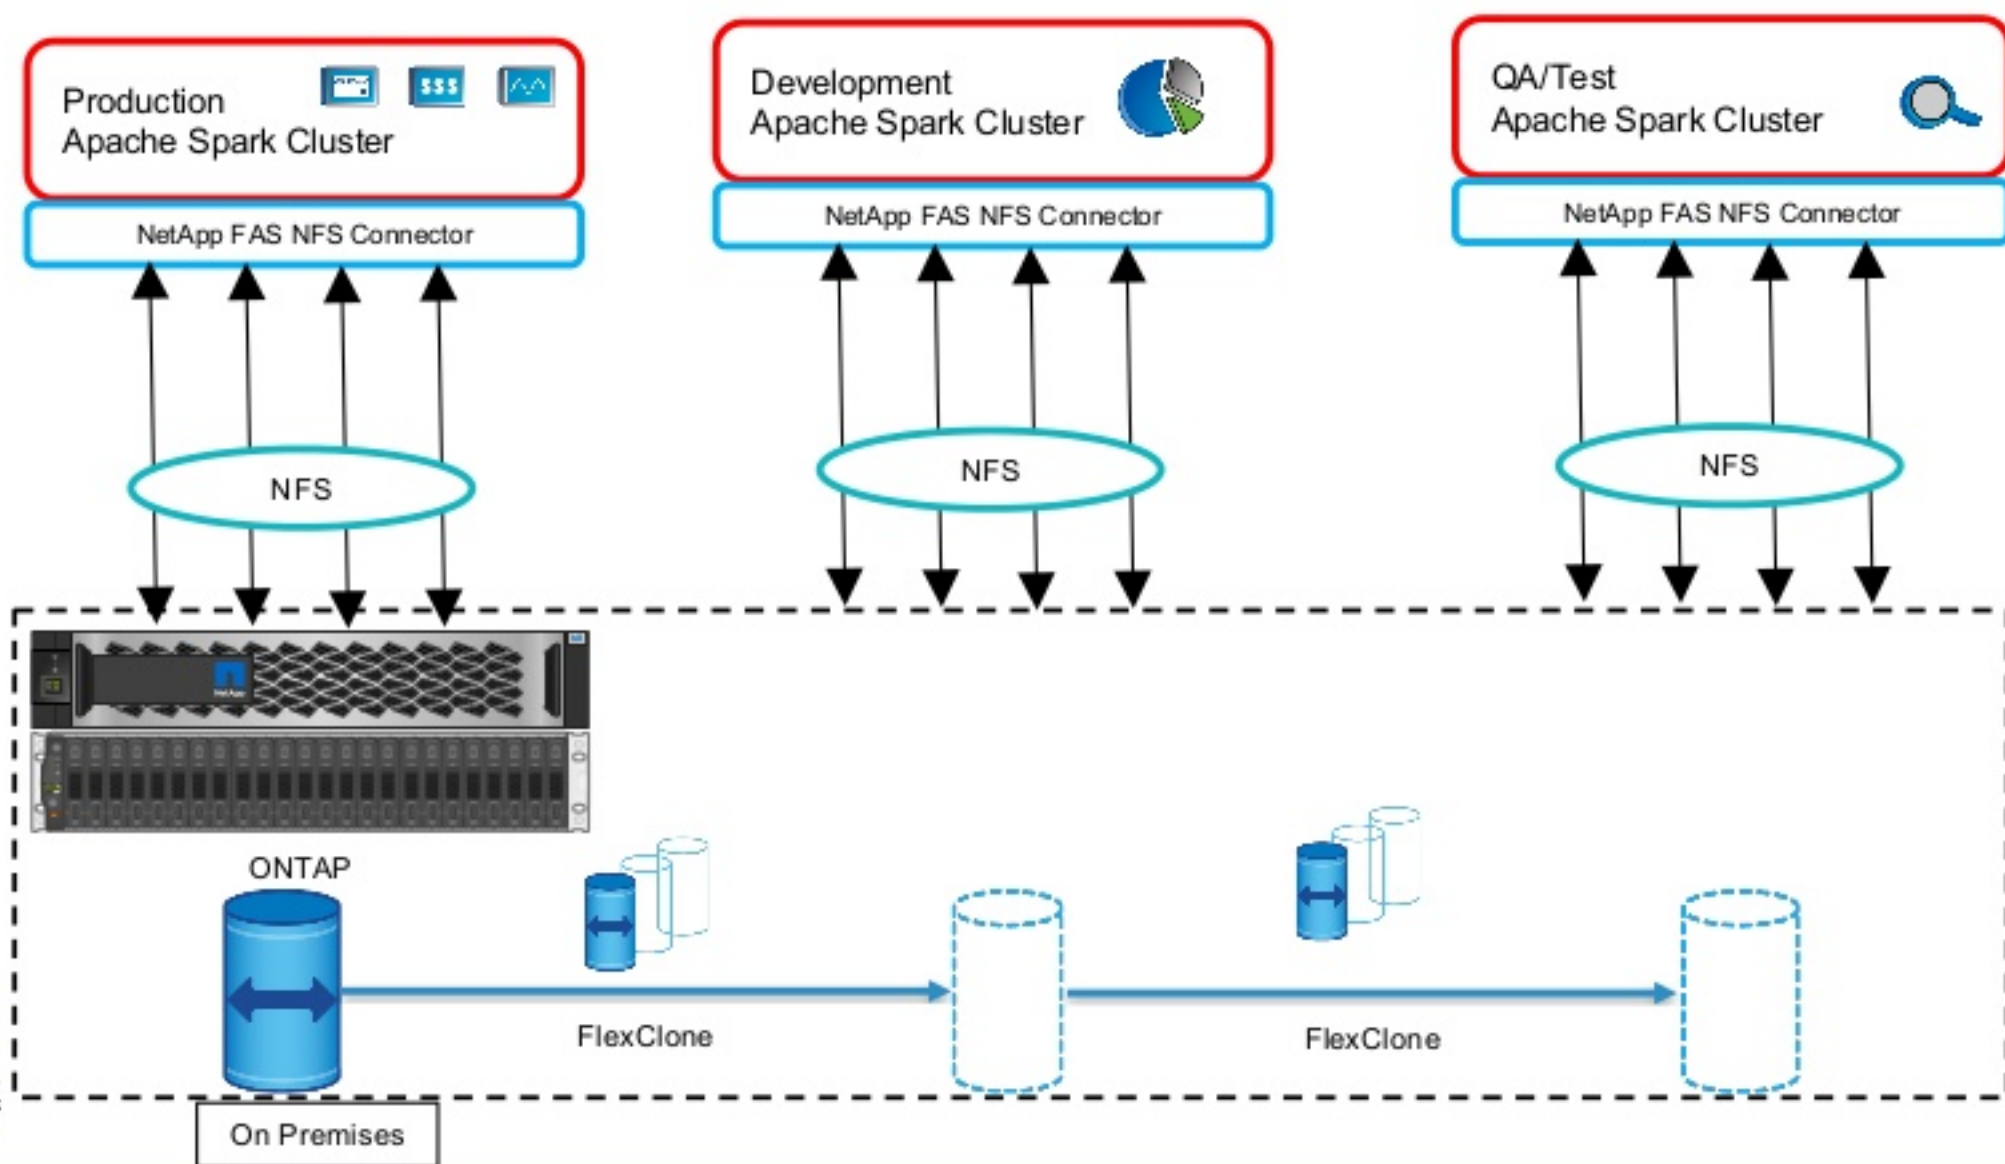 Production
Apache Spark Cluster
$$$
NetApp FAS NFS Connector
Development
Apache Spark Cluster
NetApp FAS NFS Connector
QA/Test
Apache Spark Cluster
NetApp FAS NFS Connector
NFS
NFS
NFS
NetApp
ONTAP
FlexClone
FlexClone
On Premises